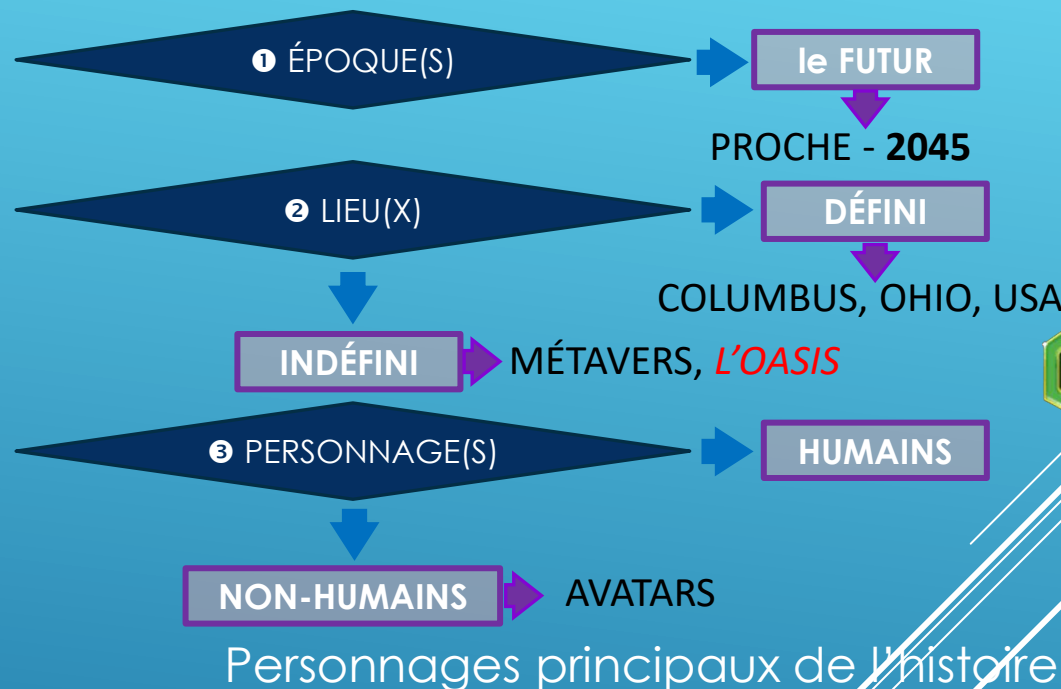 ❶ ÉPOQUE(S)
le FUTUR
PROCHE - 2045
❷ LIEU(X)
DÉFINI
COLUMBUS, OHIO, USA
INDÉFINI
MÉTAVERS, L'OASIS
❸ PERSONNAGE(S)
HUMAINS
NON-HUMAINS
AVATARS
Personnages principaux de l'histoire